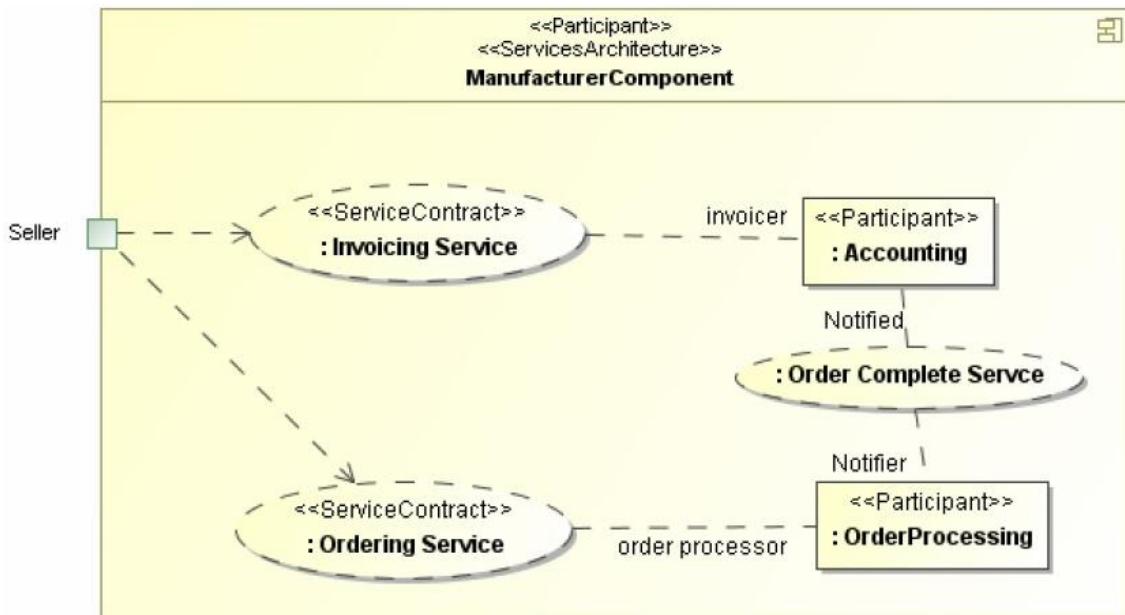 <<Participant>>
<<ServicesArchitecture>>
ManufacturerComponent
Seller
<<ServiceContract>>
: Invoicing Service
invoicer
<<Participant>>
: Accounting
Notified
: Order Complete Servce
Notifier
<<ServiceContract>>
: Ordering Service
order processor
<<Participant>>
: OrderProcessing